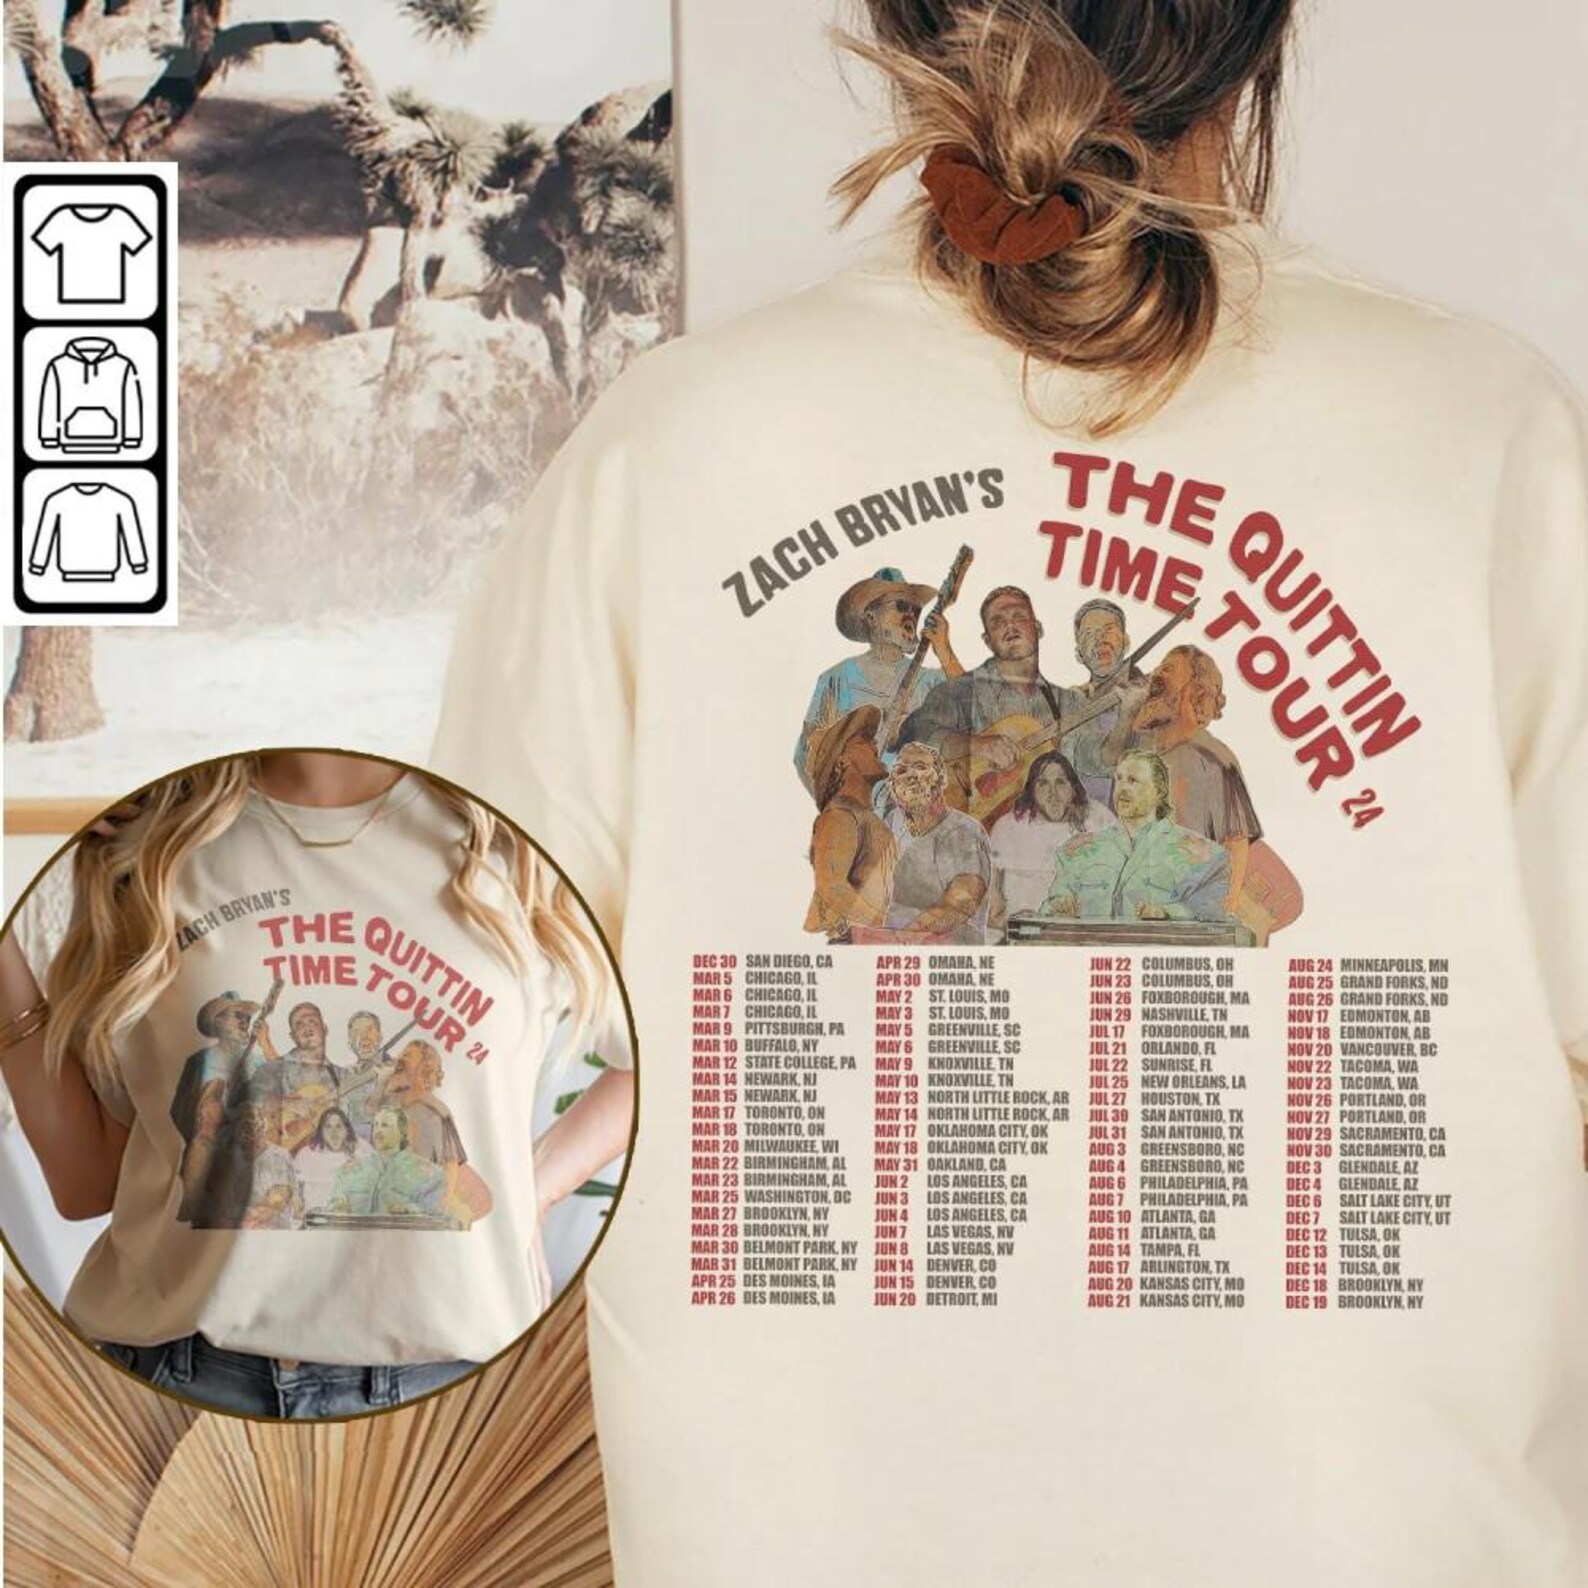 ZACH BRYAN'S
THE QUITTIN
TIME TOUR
24
DEC 30 SAN DIEGO, CA
MAR 5 CHICAGO, IL
MAR 6 CHICAGO, IL
MAR 7 CHICAGO, IL
MAR 9 PITTSBURGH, PA
MAR 10 BUFFALO, NY
MAR 12 STATE COLLEGE, PA
MAR 14 NEWARK, NJ
MAR 15 NEWARK, NJ
MAR 17 TORONTO, ON
MAR 18 TORONTO, ON
MAR 20 MILWAUKEE, WI
MAR 22 BIRMINGHAM, AL
MAR 23 BIRMINGHAM, AL
MAR 25 WASHINGTON, DC
MAR 27 BROOKLYN, NY
MAR 28 BROOKLYN, NY
MAR 30 BELMONT PARK, NY
MAR 31 BELMONT PARK, NY
APR 25 DES MOINES, IA
APR 26 DES MOINES, IA
APR 29 OMAHA, NE
APR 30 OMAHA, NE
MAY 2 ST. LOUIS, MO
MAY 3 ST. LOUIS, MO
MAY 5 GREENVILLE, SC
MAY 6 GREENVILLE, SC
MAY 9 KNOXVILLE, TN
MAY 10 KNOXVILLE, TN
MAY 13 NORTH LITTLE ROCK, AR
MAY 14 NORTH LITTLE ROCK, AR
MAY 17 OKLAHOMA CITY, OK
MAY 18 OKLAHOMA CITY, OK
MAY 31 OAKLAND, CA
JUN 2 LOS ANGELES, CA
JUN 3 LOS ANGELES, CA
JUN 4 LOS ANGELES, CA
JUN 7 LAS VEGAS, NV
JUN 8 LAS VEGAS, NV
JUN 14 DENVER, CO
JUN 15 DENVER, CO
JUN 20 DETROIT, MI
JUN 22 COLUMBUS, OH
JUN 23 COLUMBUS, OH
JUN 26 FOXBOROUGH, MA
JUN 29 NASHVILLE, TN
JUL 17 FOXBOROUGH, MA
JUL 21 ORLANDO, FL
JUL 22 SUNRISE, FL
JUL 25 NEW ORLEANS, LA
JUL 27 HOUSTON, TX
JUL 30 SAN ANTONIO, TX
JUL 31 SAN ANTONIO, TX
AUG 3 GREENSBORO, NC
AUG 4 GREENSBORO, NC
AUG 6 PHILADELPHIA, PA
AUG 7 PHILADELPHIA, PA
AUG 10 ATLANTA, GA
AUG 11 ATLANTA, GA
AUG 14 TAMPA, FL
AUG 17 ARLINGTON, TX
AUG 20 KANSAS CITY, MO
AUG 21 KANSAS CITY, MO
AUG 24 MINNEAPOLIS, MN
AUG 25 GRAND FORKS, ND
AUG 26 GRAND FORKS, ND
NOV 17 EDMONTON, AB
NOV 18 EDMONTON, AB
NOV 20 VANCOUVER, BC
NOV 22 TACOMA, WA
NOV 23 TACOMA, WA
NOV 26 PORTLAND, OR
NOV 27 PORTLAND, OR
NOV 29 SACRAMENTO, CA
NOV 30 SACRAMENTO, CA
DEC 3 GLENDALE, AZ
DEC 4 GLENDALE, AZ
DEC 6 SALT LAKE CITY, UT
DEC 7 SALT LAKE CITY, UT
DEC 12 TULSA, OK
DEC 13 TULSA, OK
DEC 14 TULSA, OK
DEC 18 BROOKLYN, NY
DEC 19 BROOKLYN, NY
ZACH BRYAN'S
THE QUITTIN
TIME TOUR
24